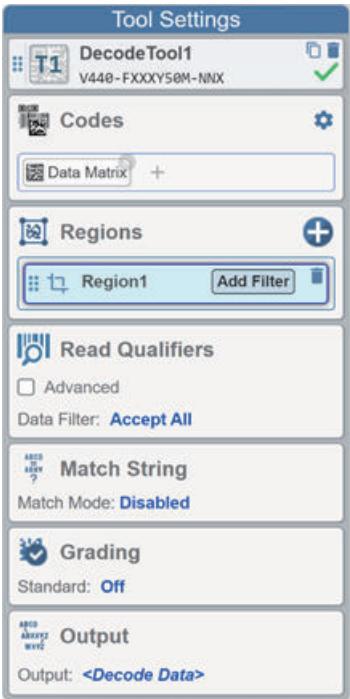 Tool Settings
T1
DecodeTool1
V440-FXXXY50M-NNX
Codes
Data Matrix
Regions
Region1
Add Filter
Read Qualifiers
Advanced
Data Filter: Accept All
Match String
Match Mode: Disabled
Grading
Standard: Off
Output
Output: <Decode Data>